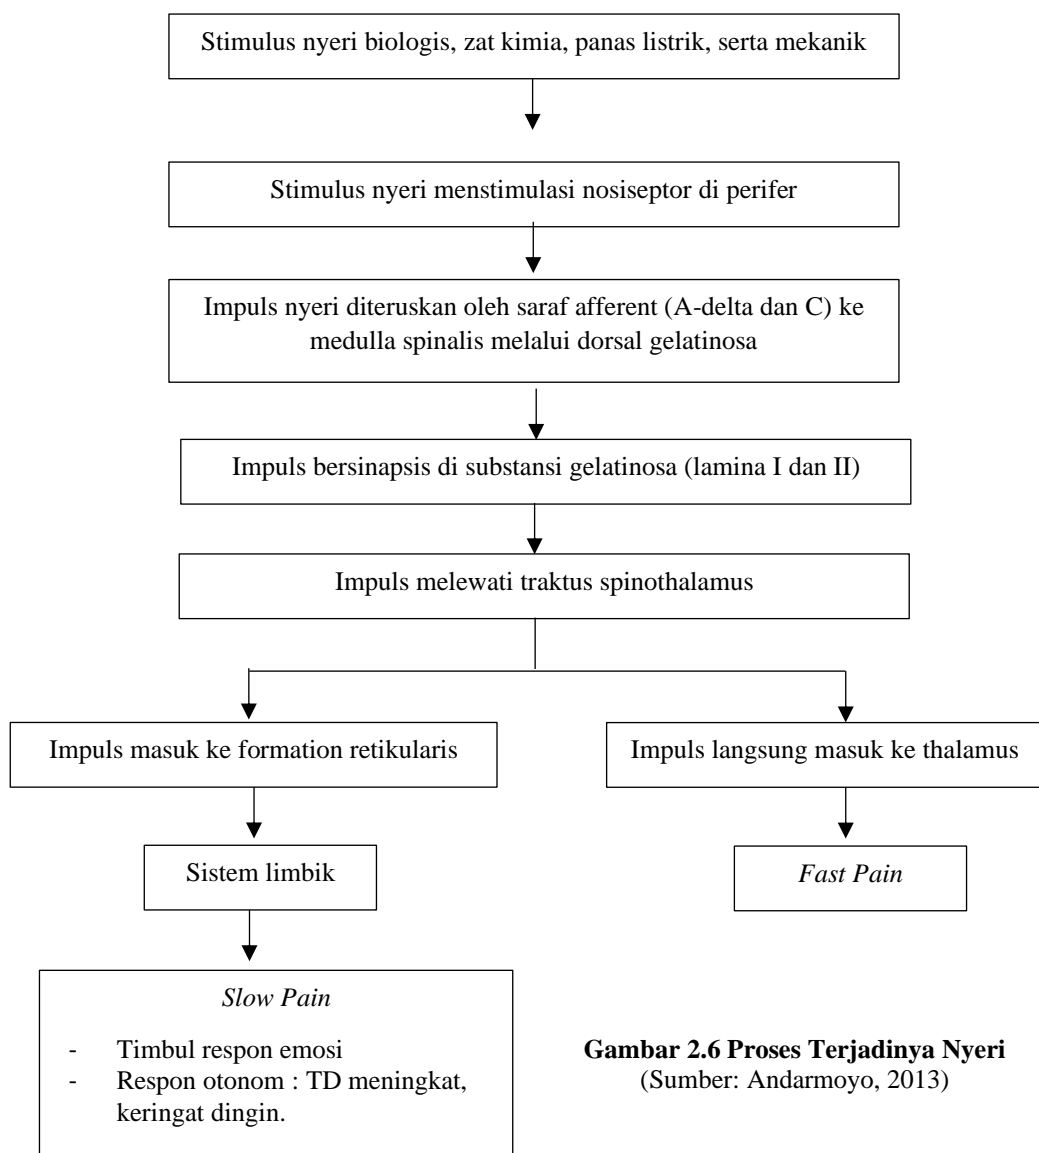 Stimulus nyeri biologis, zat kimia, panas listrik, serta mekanik
Stimulus nyeri menstimulasi nosiseptor di perifer
Impuls nyeri diteruskan oleh saraf afferent (A-delta dan C) ke
medulla spinalis melalui dorsal gelatinosa
Impuls bersinapsis di substansi gelatinosa (lamina I dan II)
Impuls melewati traktus spinothalamus
Impuls masuk ke formation retikularis
Impuls langsung masuk ke thalamus
Sistem limbik
Fast Pain
Slow Pain
- Timbul respon emosi
- Respon otonom : TD meningkat,
keringat dingin.
Gambar 2.6 Proses Terjadinya Nyeri
(Sumber: Andarmoyo, 2013)